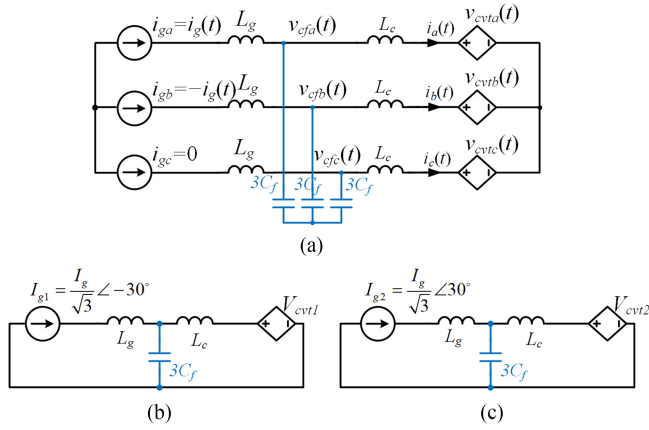 i_ga=i_g(t) L_g v_cfa(t) L_c i_a(t) v_cvta(t)
i_gb=−i_g(t) L_g v_cfb(t) L_c i_b(t) v_cvtb(t)
i_gc=0 L_g v_cfc(t) L_c i_c(t) v_cvtc(t)
3C_f 3C_f 3C_f
(a)
I_g1 = I_g/√3 ∠−30° V_cvt1
L_g L_c
3C_f
(b)
I_g2 = I_g/√3 ∠30° V_cvt2
L_g L_c
3C_f
(c)